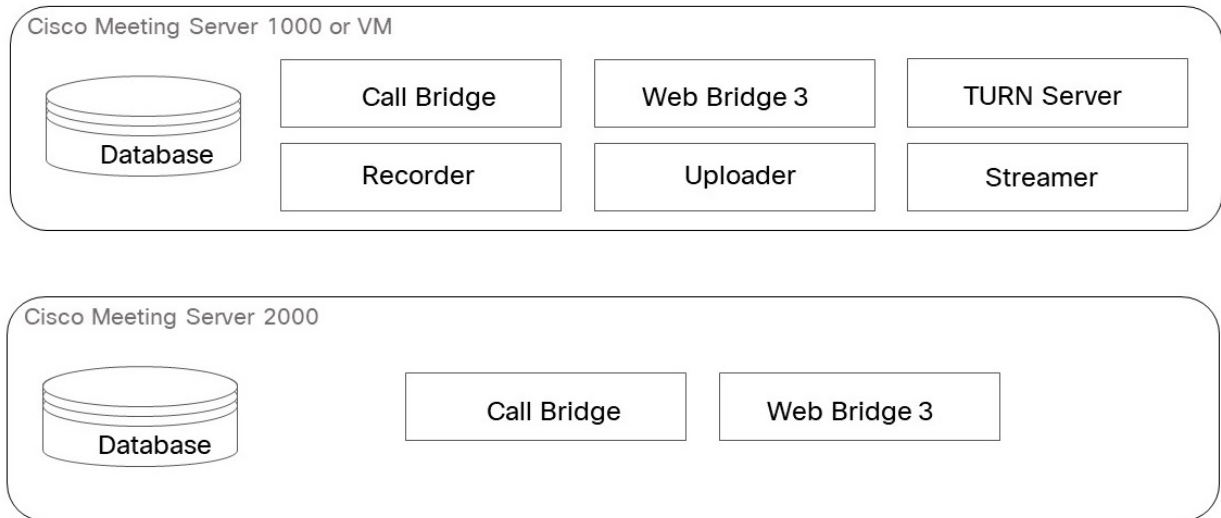 Cisco Meeting Server 1000 or VM
Call Bridge
Web Bridge 3
TURN Server
Database
Recorder
Uploader
Streamer
Cisco Meeting Server 2000
Call Bridge
Web Bridge 3
Database